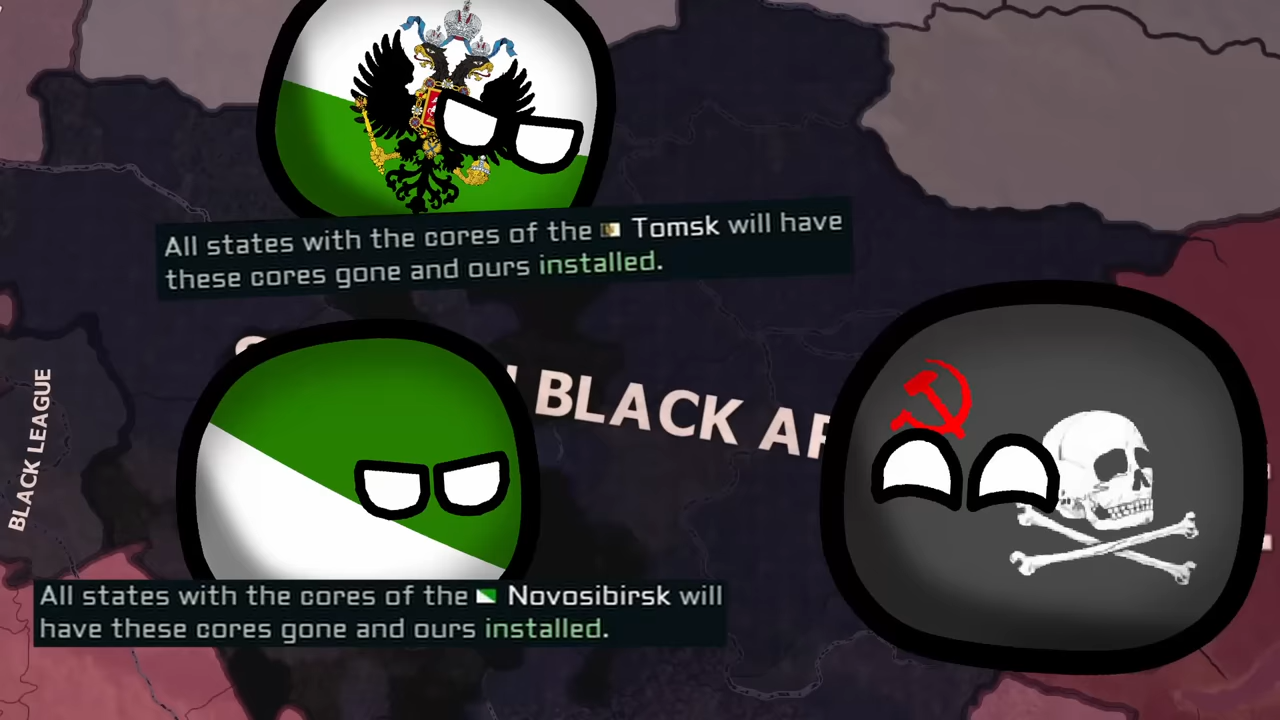 All states with the cores of the Tomsk will have
these cores gone and ours installed.
BLACK LEAGUE
BLACK
All states with the cores of the Novosibirsk will
have these cores gone and ours installed.